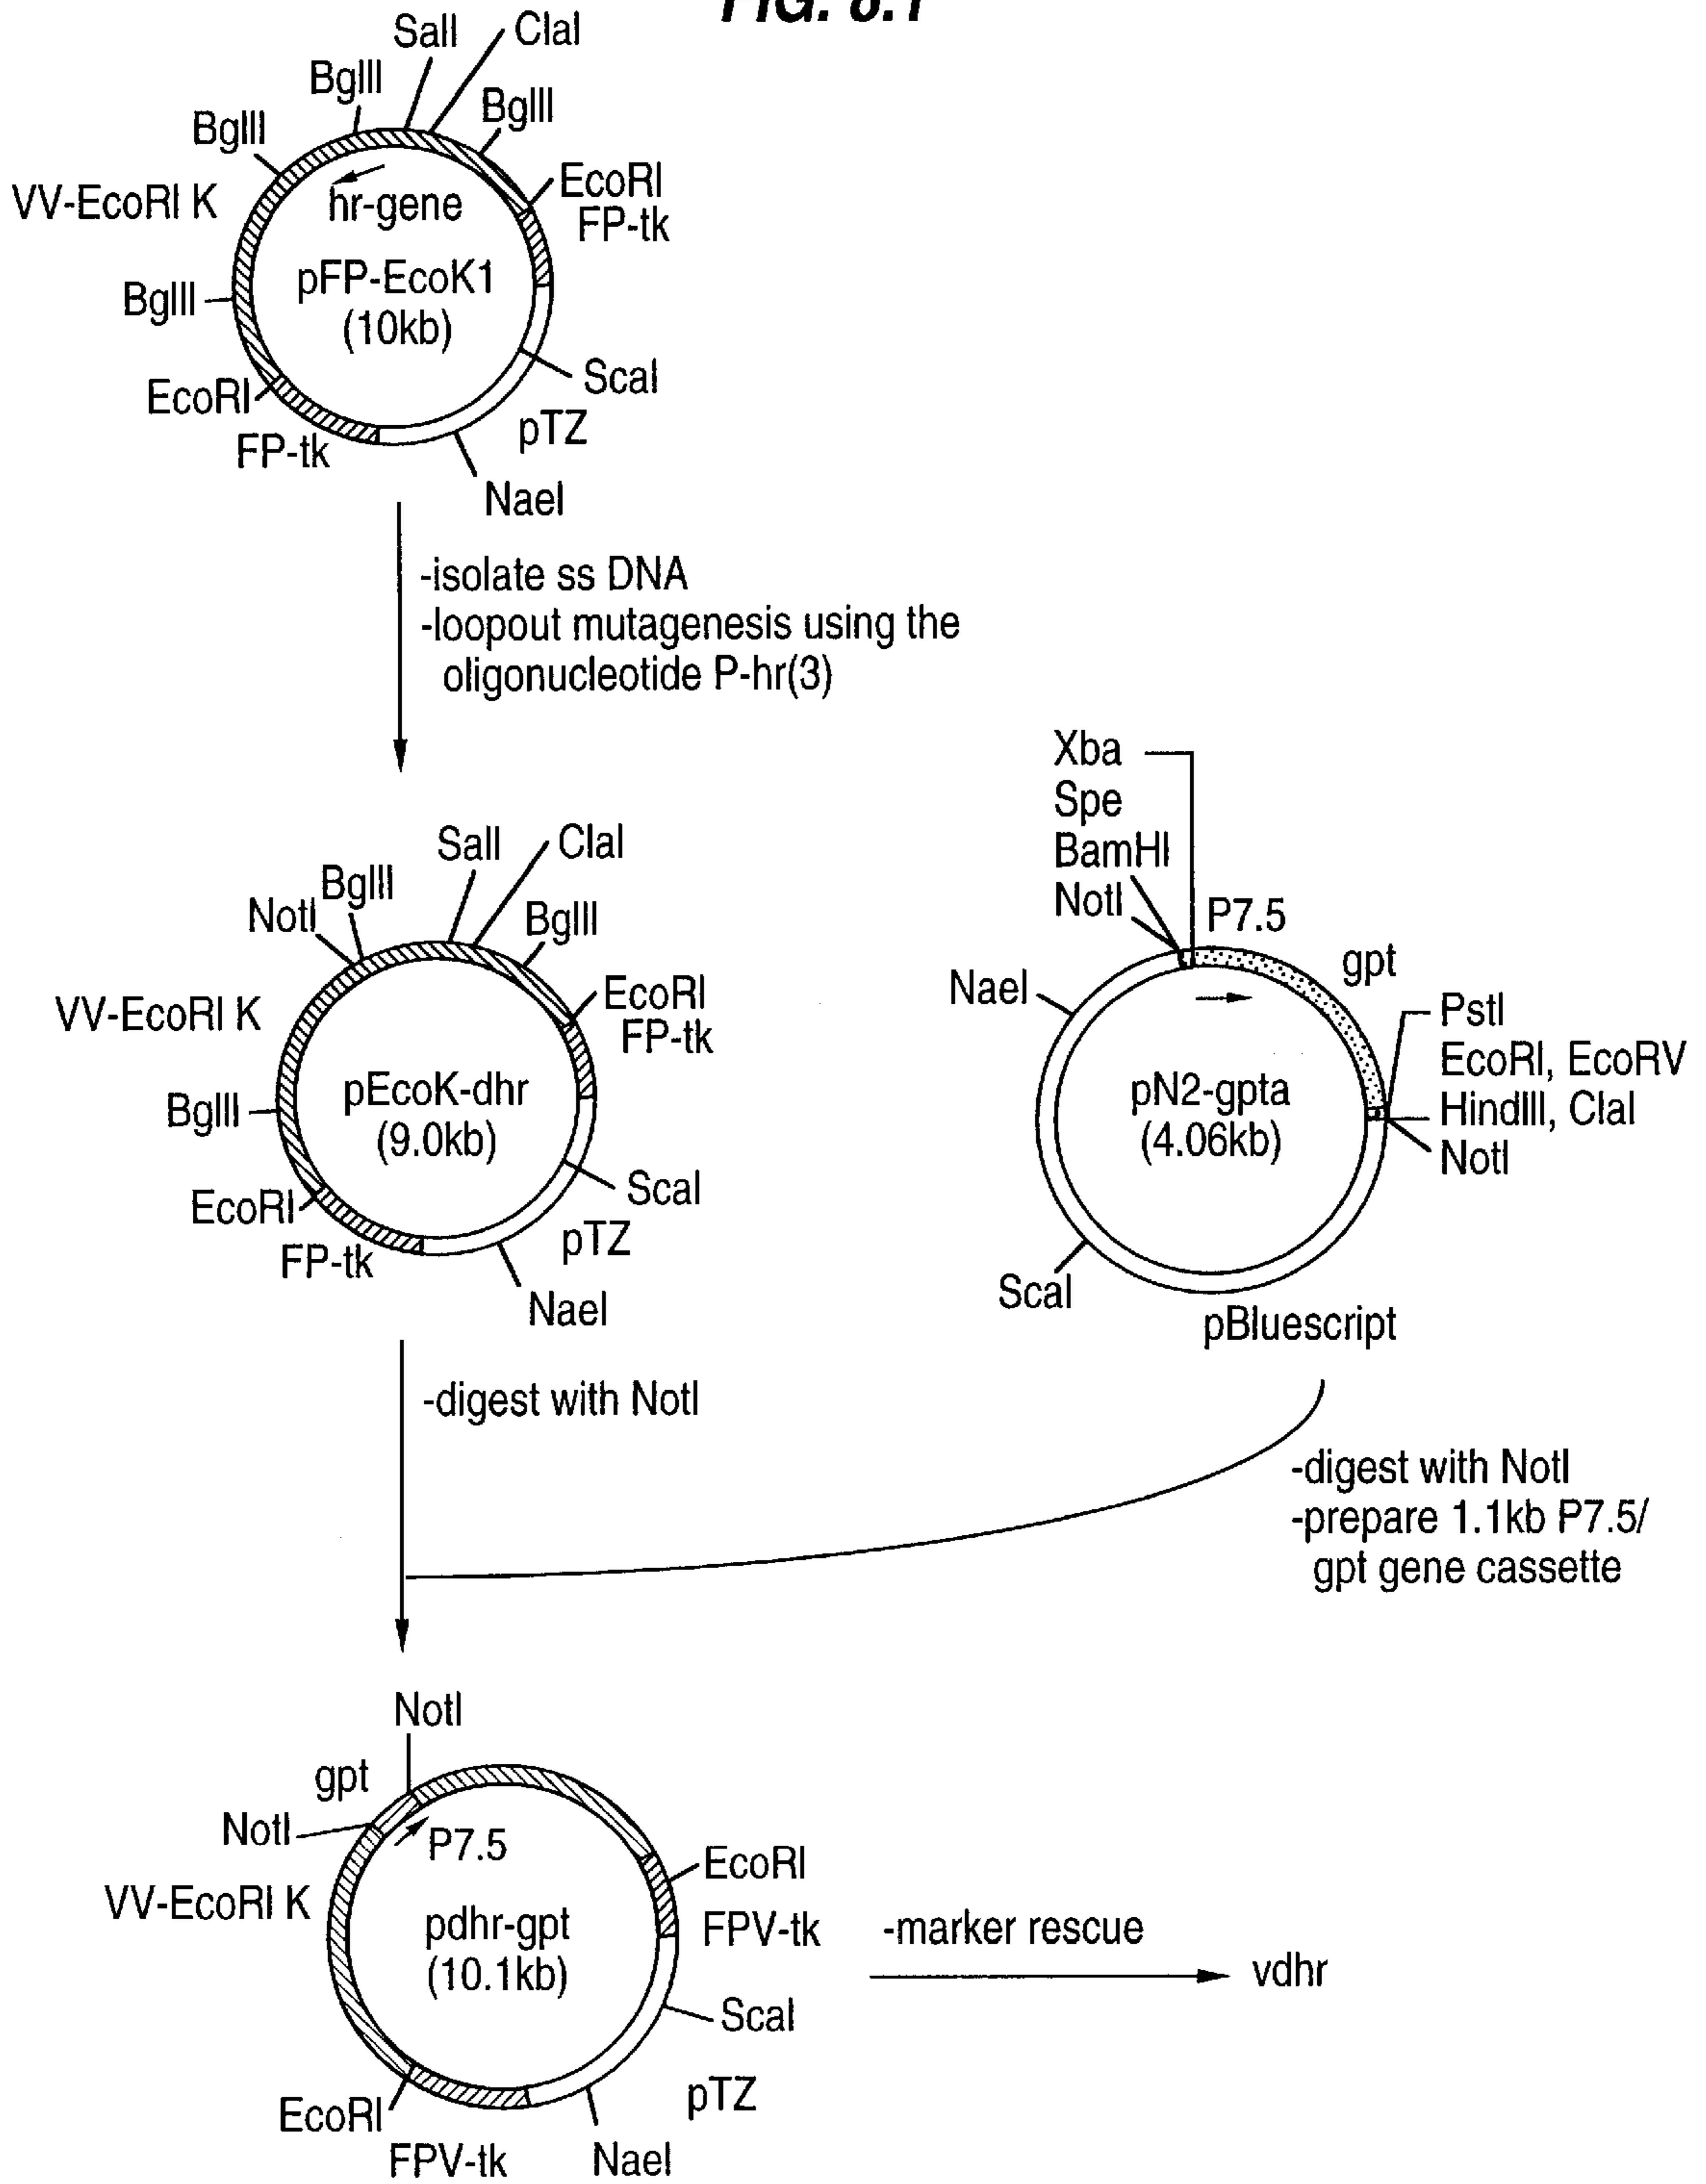 SalI
ClaI
BglII
BglII
BglII
EcoRI
VV-EcoRI K
hr-gene
FP-tk
pFP-EcoK1
(10kb)
BglII
ScaI
EcoRI
pTZ
FP-tk
NaeI
-isolate ss DNA
-loopout mutagenesis using the
oligonucleotide P-hr(3)
Xba
Spe
BamHI
NotI
P7.5
gpt
NaeI
PstI
EcoRI, EcoRV
HindIII, ClaI
NotI
pN2-gpta
(4.06kb)
ScaI
pBluescript
SalI
ClaI
BglII
NotI
BglII
EcoRI
VV-EcoRI K
FP-tk
pEcoK-dhr
(9.0kb)
BglII
ScaI
EcoRI
pTZ
FP-tk
NaeI
-digest with NotI
-digest with NotI
-prepare 1.1kb P7.5/
gpt gene cassette
NotI
gpt
NotI
P7.5
EcoRI
VV-EcoRI K
FPV-tk
pdhr-gpt
(10.1kb)
-marker rescue
vdhr
ScaI
pTZ
EcoRI
FPV-tk
NaeI